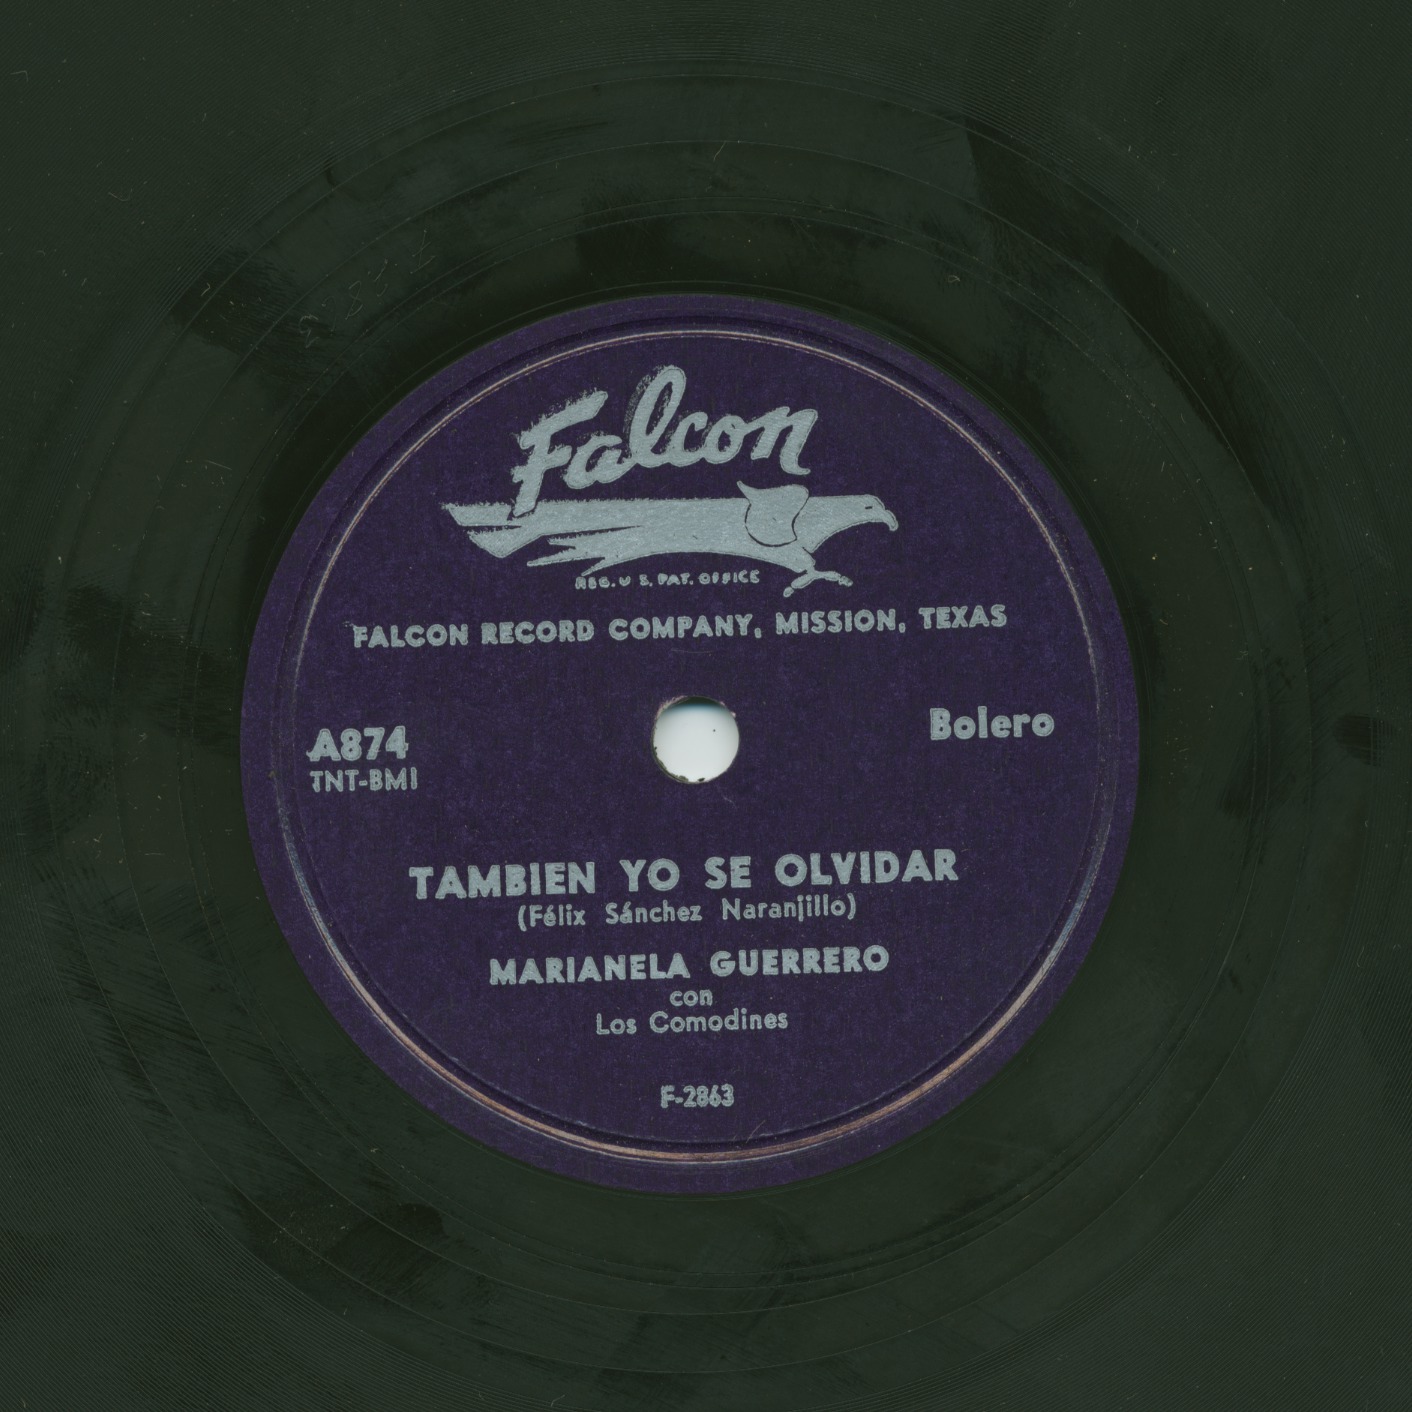 Falcon
REG. U S. PAT. OFFICE
FALCON RECORD COMPANY, MISSION, TEXAS
A874
TNT-BMI
Bolero
TAMBIEN YO SE OLVIDAR
(Félix Sánchez Naranjillo)
MARIANELA GUERRERO
con
Los Comodines
F-2863